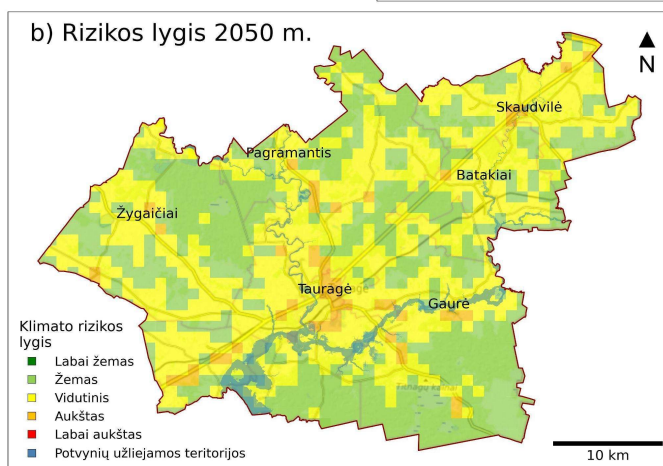 b) Rizikos lygis 2050 m.
N
Skaudvilė
Pagramantis
Batakiai
Žygaičiai
Tauragė
Gaurė
Klimato rizikos
lygis
Labai žemas
Žemas
Vidutinis
Aukštas
Labai aukštas
Potvynių užliejamos teritorijos
10 km